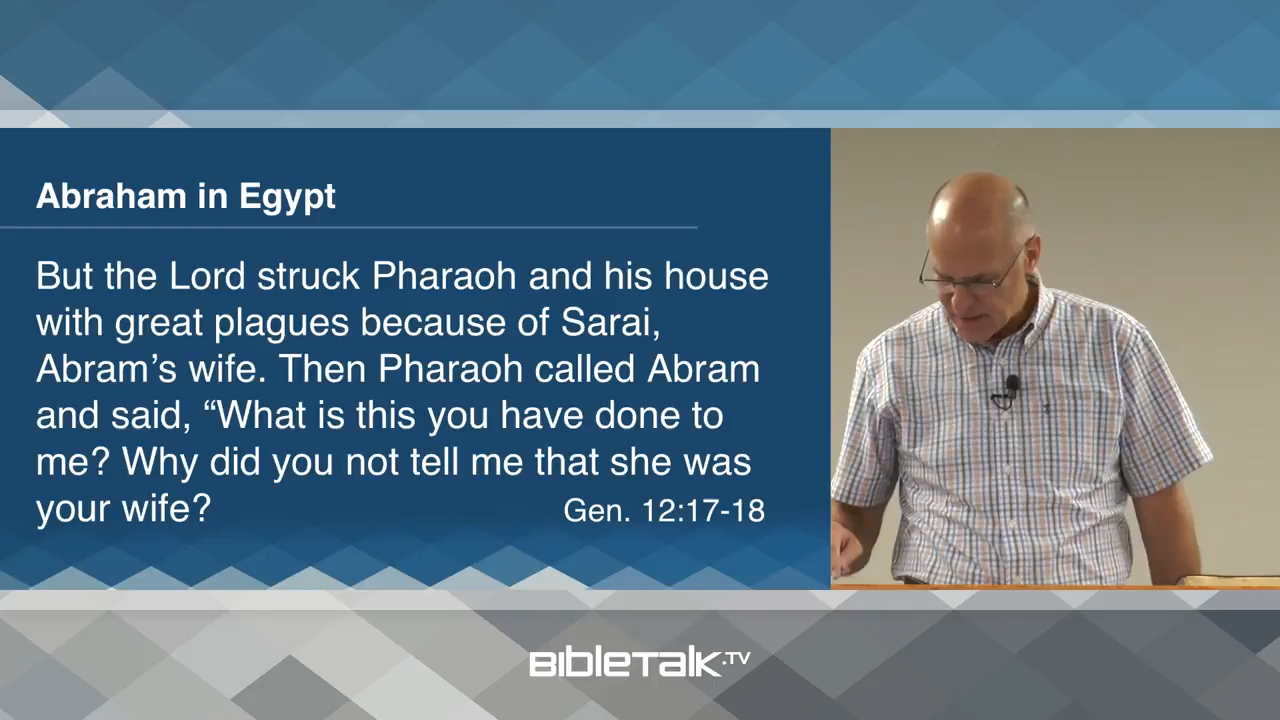 Abraham in Egypt
But the Lord struck Pharaoh and his house
with great plagues because of Sarai,
Abram’s wife. Then Pharaoh called Abram
and said, “What is this you have done to
me? Why did you not tell me that she was
your wife? Gen. 12:17-18
BibleTalk.TV